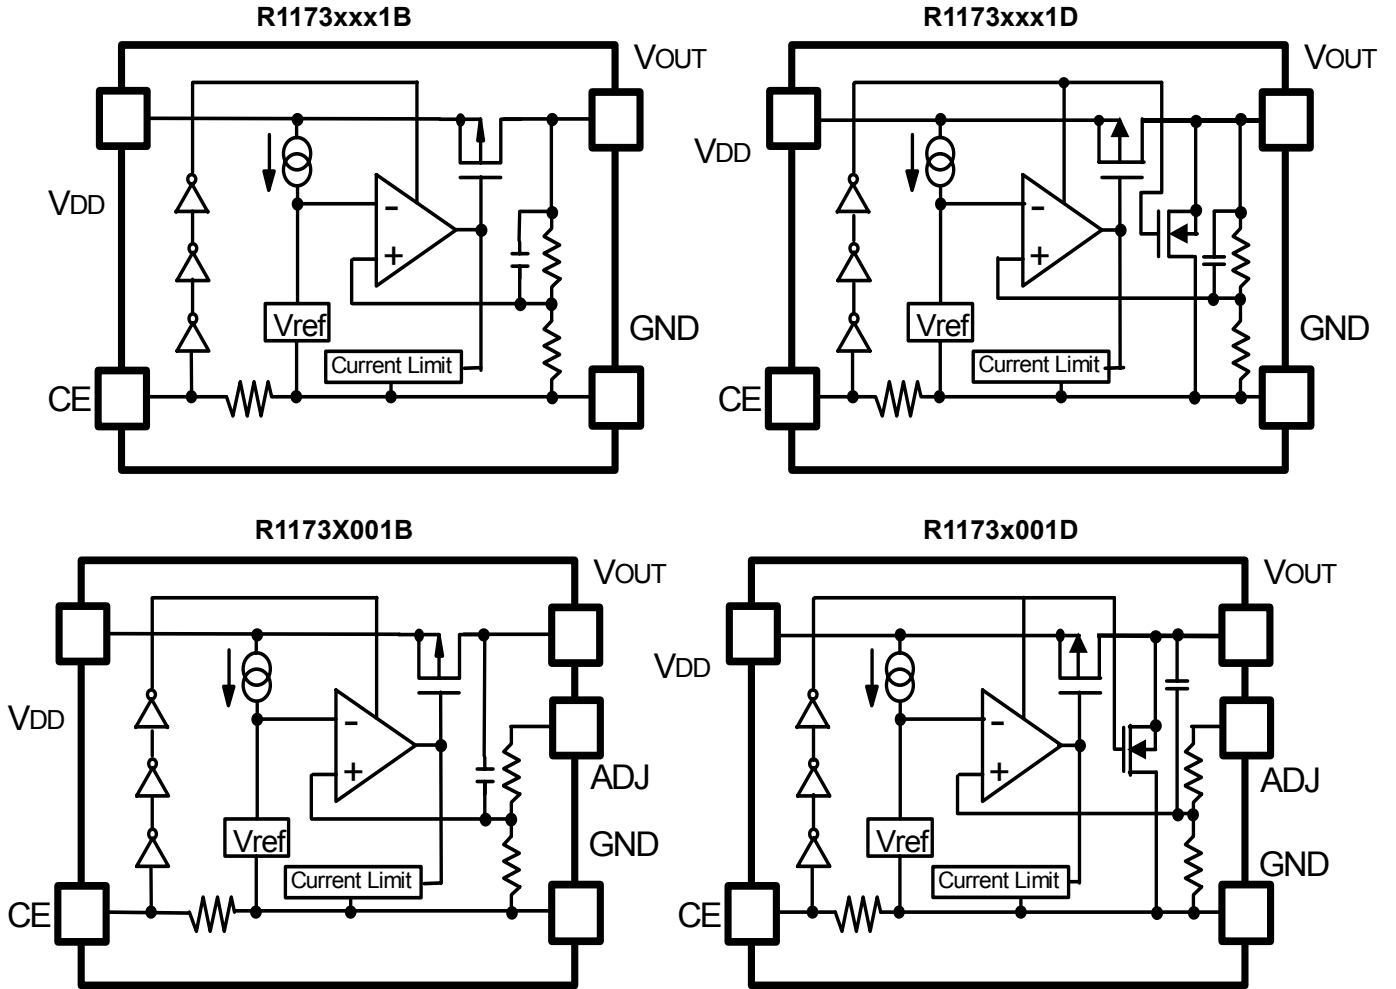 R1173xxx1B
VOUT
VDD
-
+
Vref
Current Limit
GND
CE
R1173xxx1D
VOUT
VDD
-
+
Vref
Current Limit
GND
CE
R1173X001B
VOUT
VDD
-
+
ADJ
Vref
GND
Current Limit
CE
R1173x001D
VOUT
VDD
-
+
ADJ
Vref
GND
Current Limit
CE